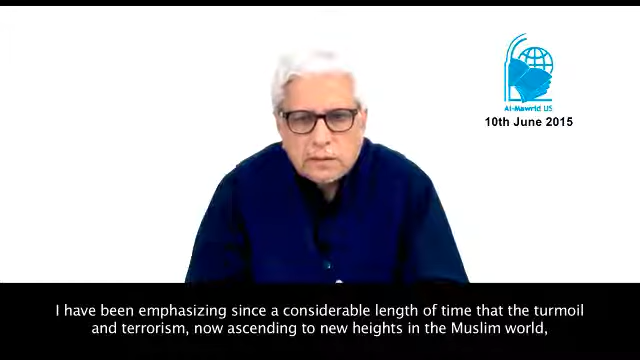 Al-Mawrid US
10th June 2015
I have been emphasizing since a considerable length of time that the turmoil
and terrorism, now ascending to new heights in the Muslim world,